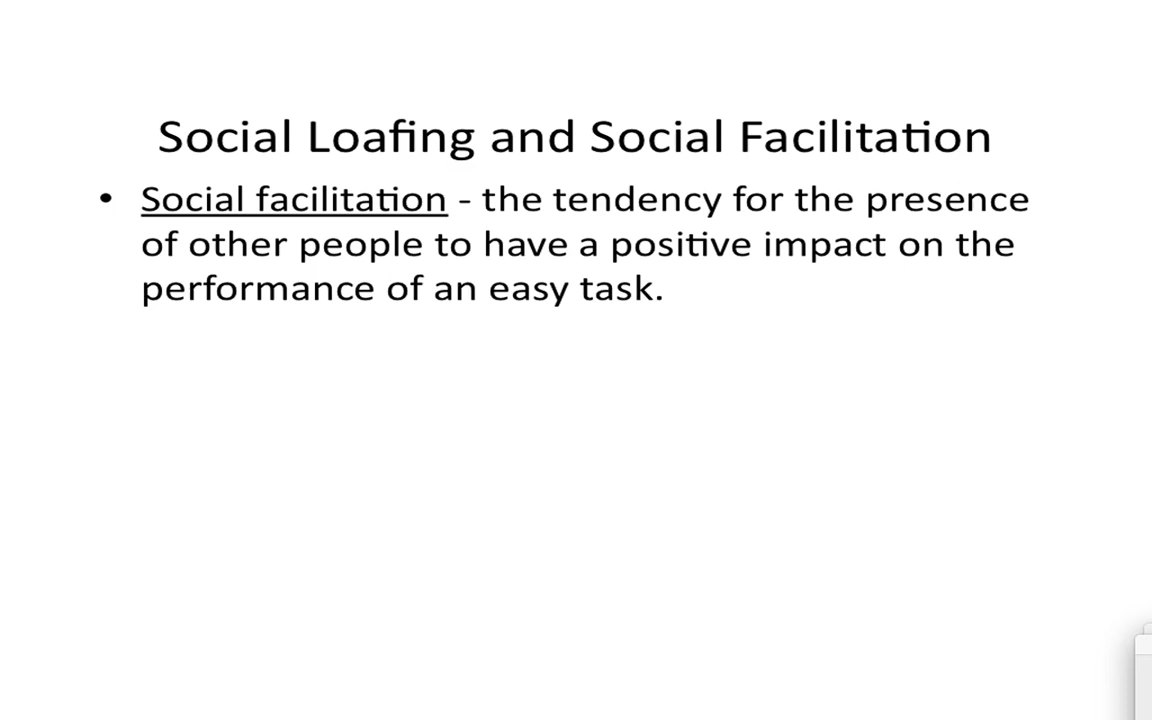 Social Loafing and Social Facilitation
• Social facilitation - the tendency for the presence
of other people to have a positive impact on the
performance of an easy task.